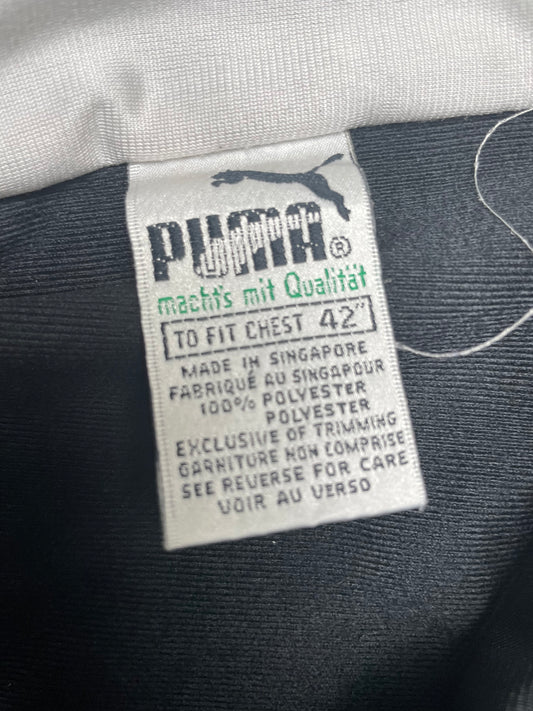 PUMA®
macht's mit Qualität
TO FIT CHEST 42"
MADE IN SINGAPORE
FABRIQUÉ AU SINGAPOUR
100% POLYESTER
POLYESTER
EXCLUSIVE OF TRIMMING
GARNITURE NON COMPRISE
SEE REVERSE FOR CARE
VOIR AU VERSO